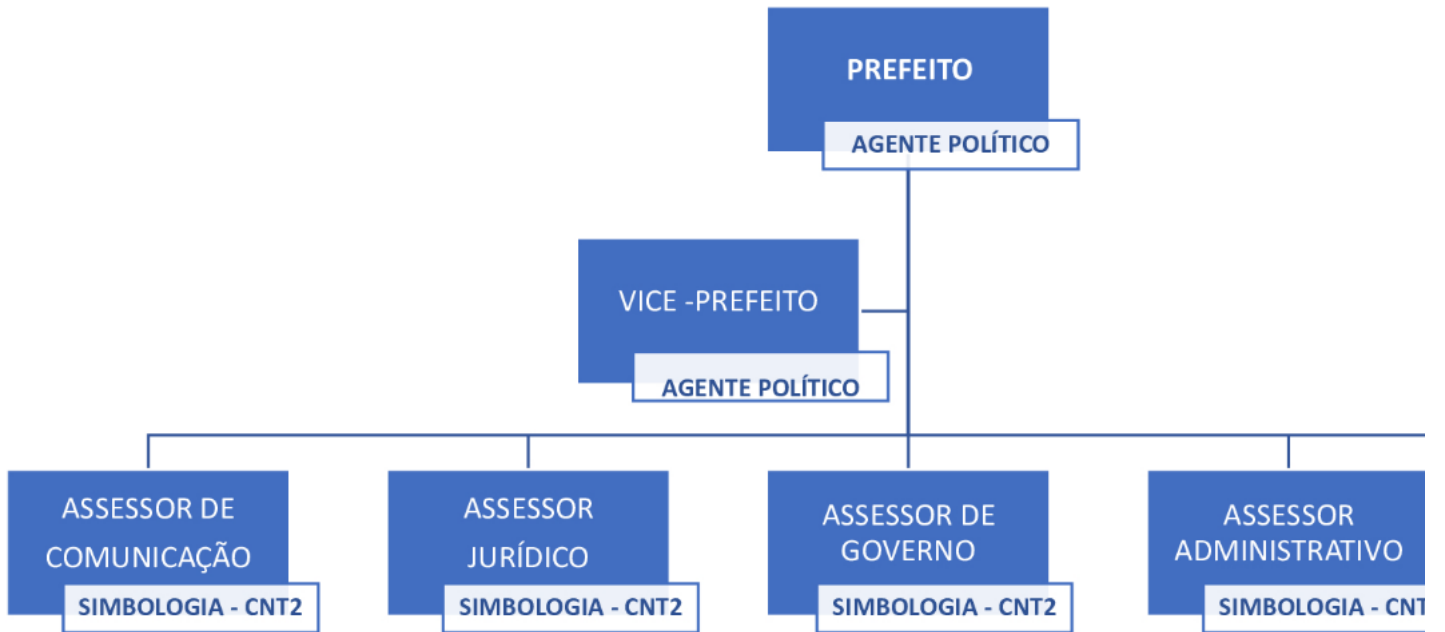 PREFEITO
AGENTE POLÍTICO
VICE -PREFEITO
AGENTE POLÍTICO
ASSESSOR DE
COMUNICAÇÃO
SIMBOLOGIA - CNT2
ASSESSOR
JURÍDICO
SIMBOLOGIA - CNT2
ASSESSOR DE
GOVERNO
SIMBOLOGIA - CNT2
ASSESSOR
ADMINISTRATIVO
SIMBOLOGIA - CNT